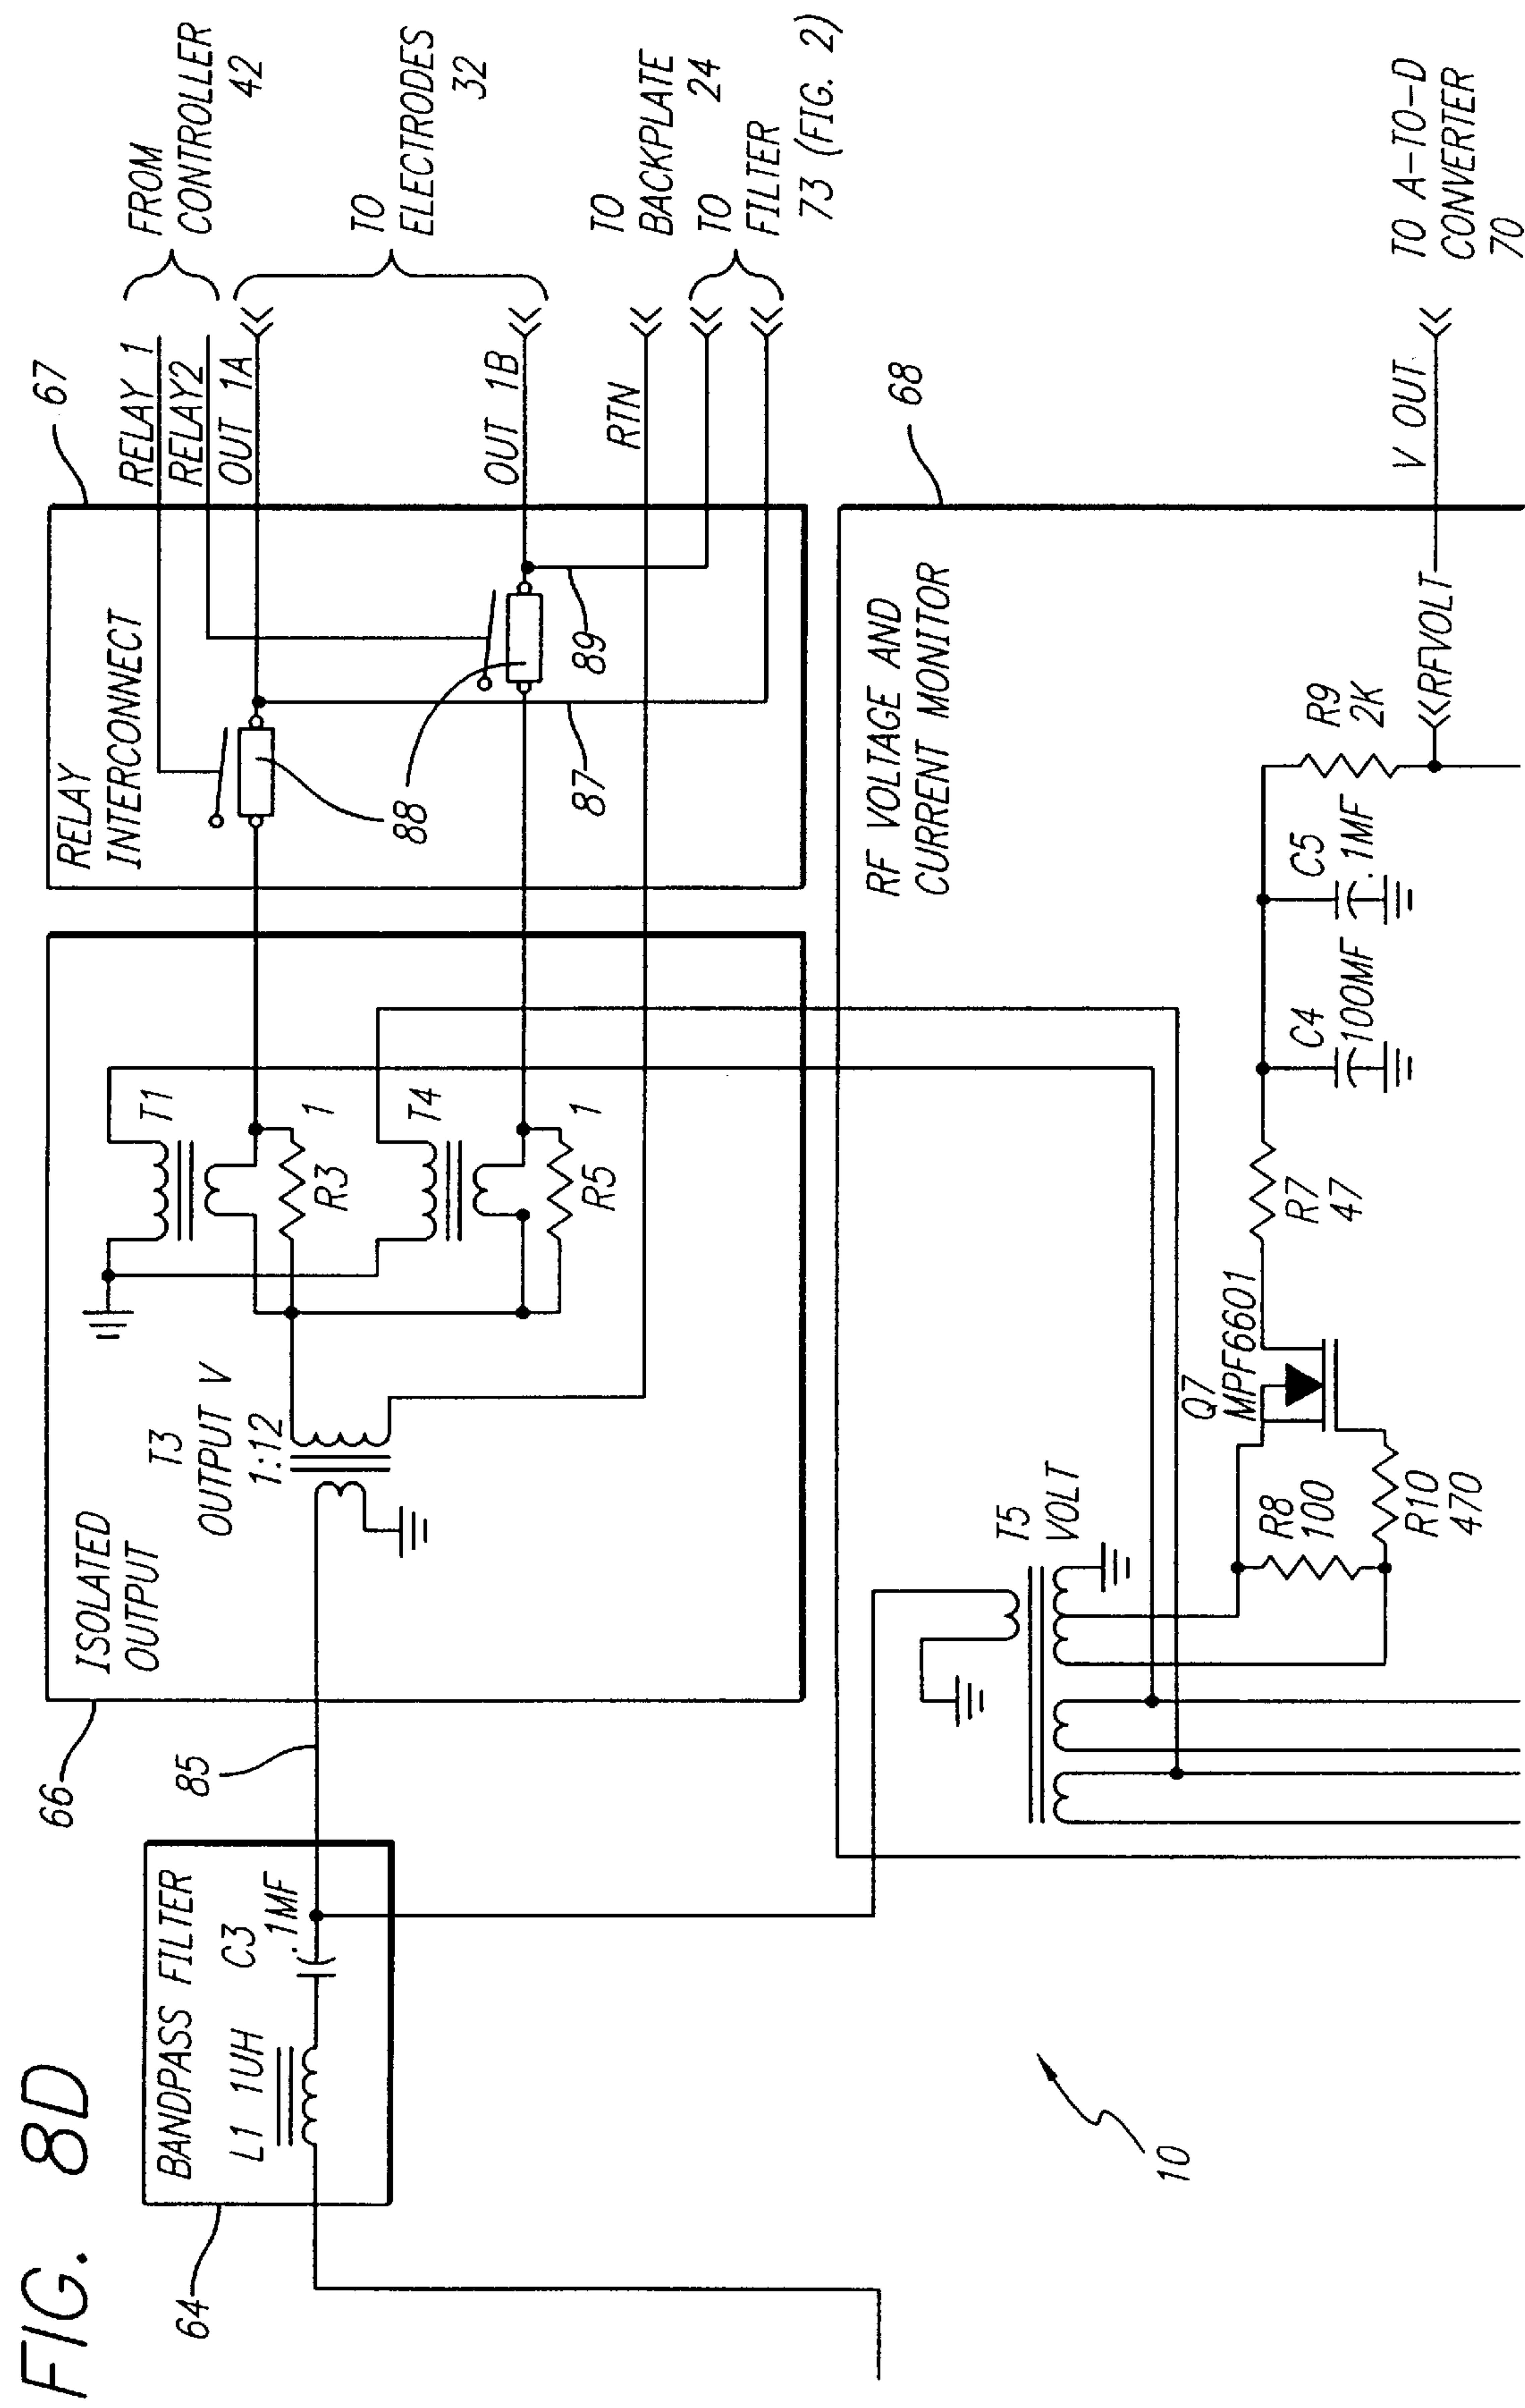 FIG. 8D
64
BANDPASS FILTER
L1 1UH
C3
.1MF
85
66
ISOLATED
OUTPUT
T3
OUTPUT V
1:12
T1
R3
1
T4
R5
1
RELAY
INTERCONNECT
67
88
87
89
RELAY 1
RELAY2
OUT 1A
OUT 1B
RTN
FROM
CONTROLLER
42
TO
ELECTRODES
32
TO
BACKPLATE
24
TO
FILTER
73 (FIG. 2)
10
RF VOLTAGE AND
CURRENT MONITOR
68
T5
VOLT
R8
100
R10
470
Q7
MPF6601
R7
47
C4
100MF
C5
.1MF
R9
2K
RFVOLT
V OUT
TO A-TO-D
CONVERTER
70